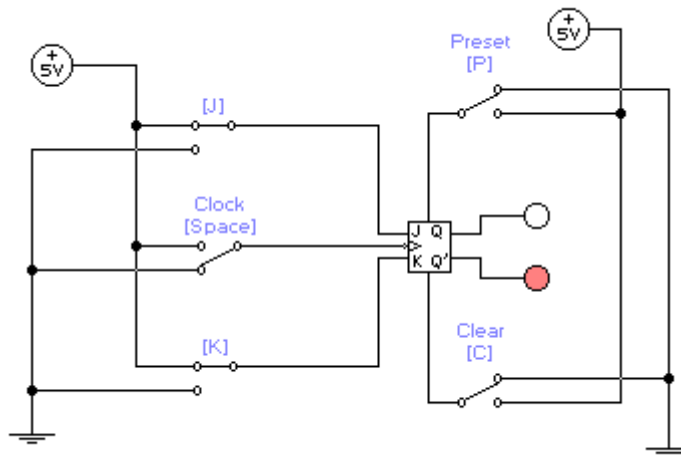 Preset
[P]
+
5V
+
5V
[J]
Clock
[Space]
J Q
K Q'
Clear
[C]
[K]